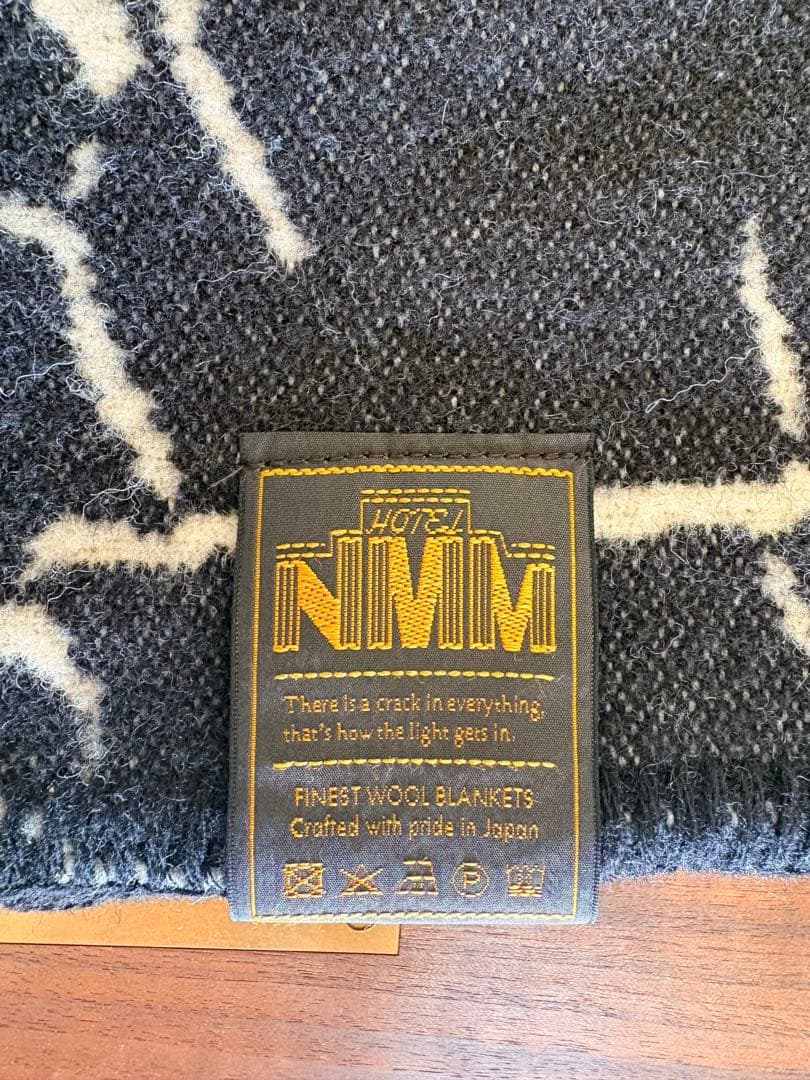 HOTEL
NMM
There is a crack in everything,
that's how the light gets in.
FINEST WOOL BLANKETS
Crafted with pride in Japan
P